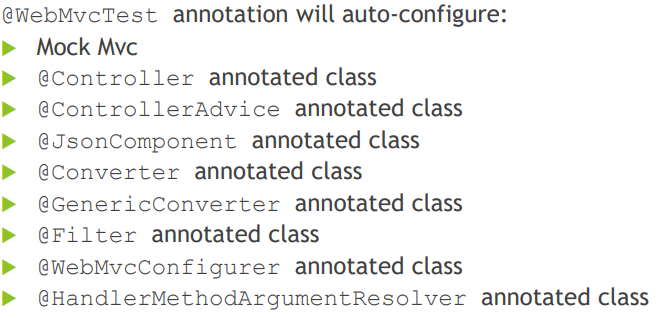 @WebMvcTest annotation will auto-configure:
Mock Mvc
@Controller annotated class
@ControllerAdvice annotated class
@JsonComponent annotated class
@Converter annotated class
@GenericConverter annotated class
@Filter annotated class
@WebMvcConfigurer annotated class
@HandlerMethodArgumentResolver annotated class